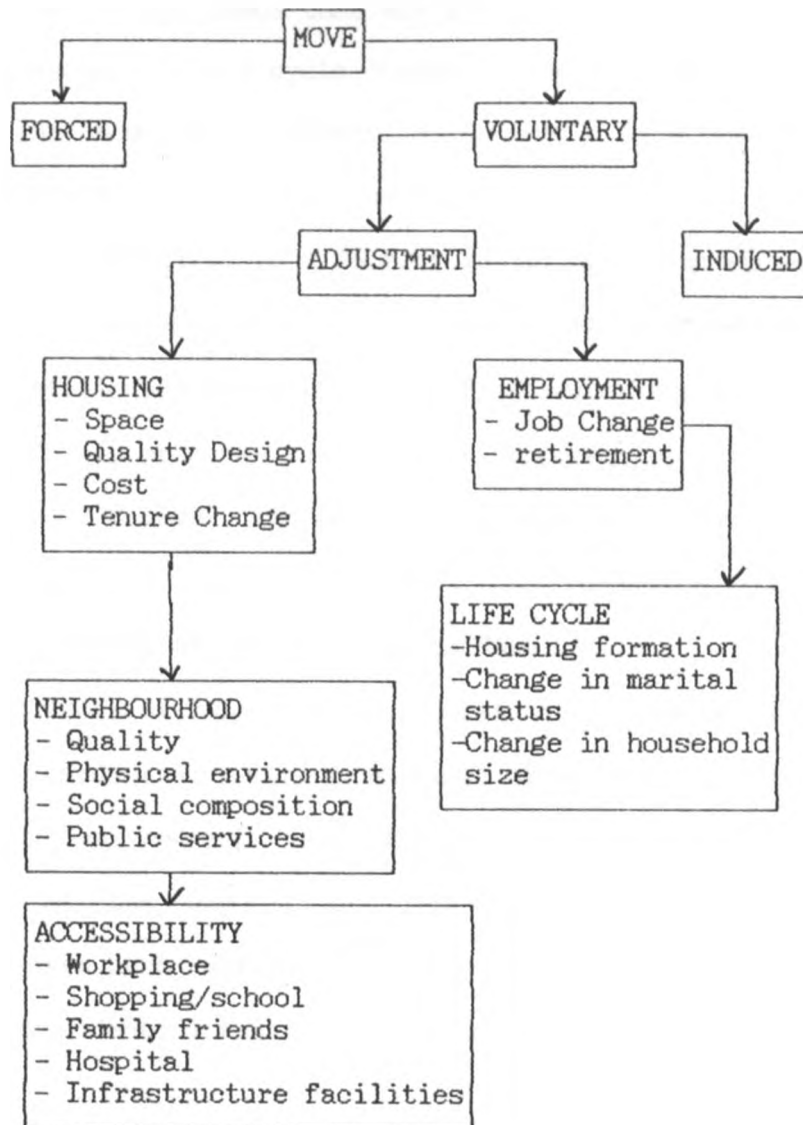 MOVE
FORCED
VOLUNTARY
ADJUSTMENT
INDUCED
HOUSING
- Space
- Quality Design
- Cost
- Tenure Change
EMPLOYMENT
- Job Change
- retirement
LIFE CYCLE
-Housing formation
-Change in marital
status
-Change in household
size
NEIGHBOURHOOD
- Quality
- Physical environment
- Social composition
- Public services
ACCESSIBILITY
- Workplace
- Shopping/school
- Family friends
- Hospital
- Infrastructure facilities